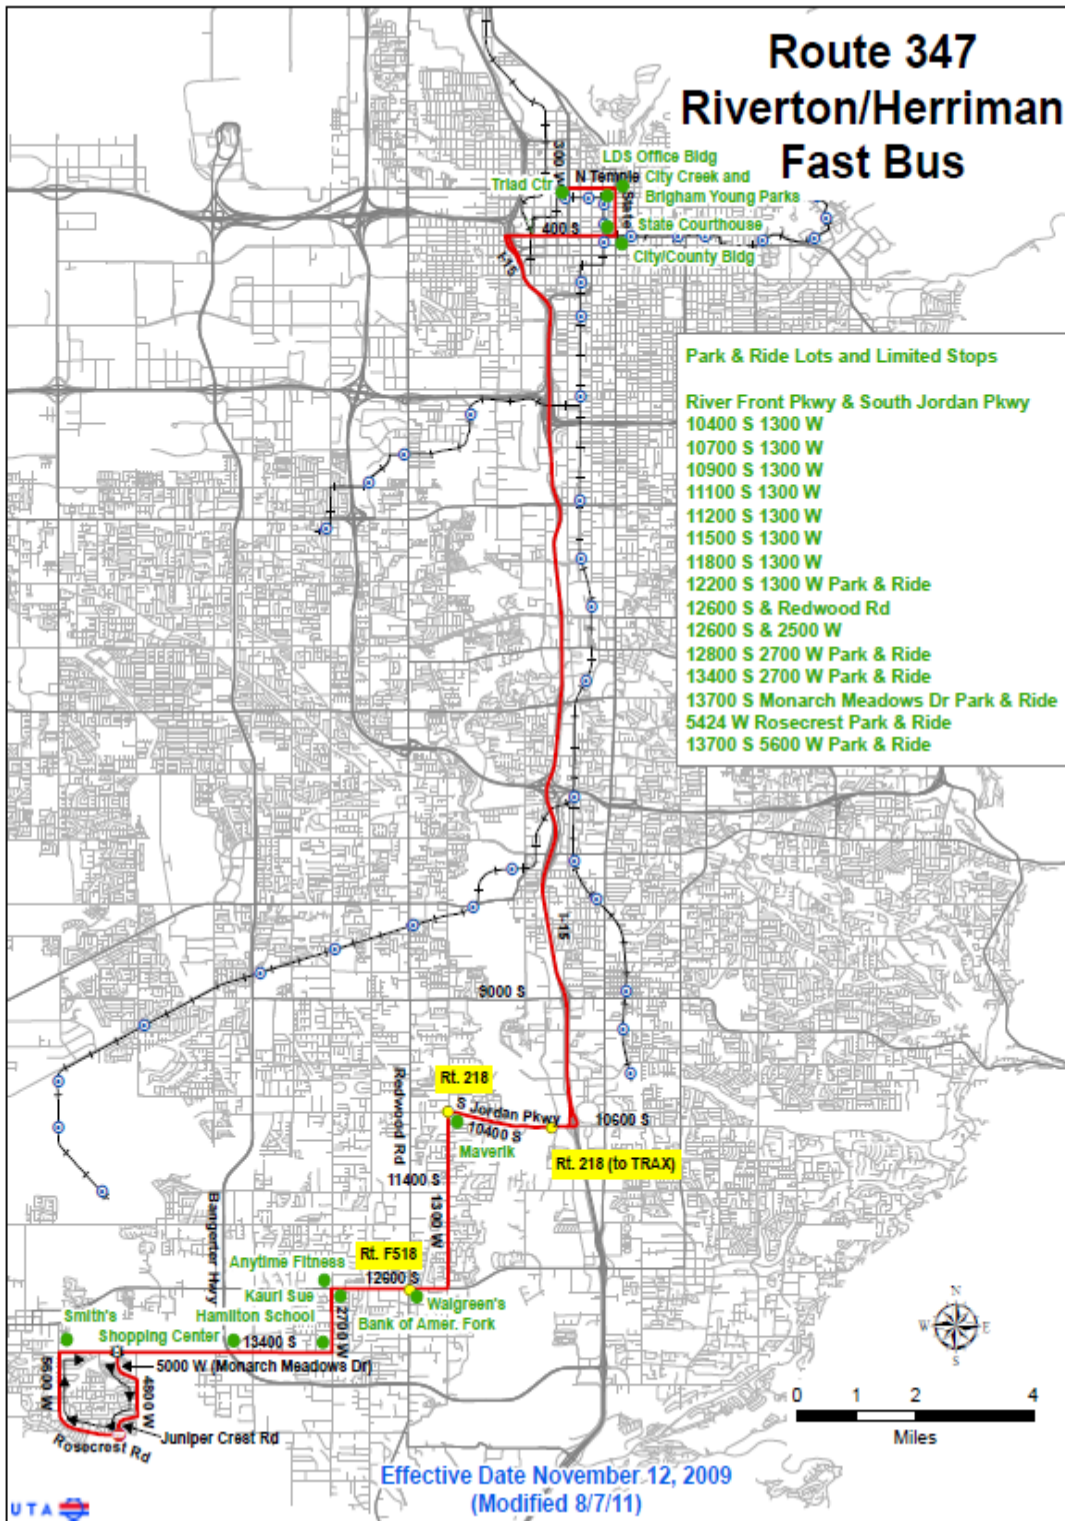 Route 347
Riverton/Herriman
Fast Bus
LDS Office Bldg
300 W
N Temple
City Creek and
Triad Ctr
Brigham Young Parks
State
State Courthouse
400 S
City/County Bldg
I-15
Park & Ride Lots and Limited Stops
River Front Pkwy & South Jordan Pkwy
10400 S 1300 W
10700 S 1300 W
10900 S 1300 W
11100 S 1300 W
11200 S 1300 W
11500 S 1300 W
11800 S 1300 W
12200 S 1300 W Park & Ride
12600 S & Redwood Rd
12600 S & 2500 W
12800 S 2700 W Park & Ride
13400 S 2700 W Park & Ride
13700 S Monarch Meadows Dr Park & Ride
5424 W Rosecrest Park & Ride
13700 S 5600 W Park & Ride
I-15
9000 S
Redwood Rd
Rt. 218
S Jordan Pkwy
10600 S
10400 S
Maverik
Rt. 218 (to TRAX)
11400 S
1300 W
Bangerter Hwy
Rt. F518
Anytime Fitness
12600 S
Kauri Sue
Walgreen's
Smith's
Hamilton School
2700 W
Bank of Amer. Fork
Shopping Center
13400 S
5000 W (Monarch Meadows Dr)
5600 W
4800 W
Juniper Crest Rd
Rosecrest Rd
N
W
E
S
0 1 2 4
Miles
Effective Date November 12, 2009
(Modified 8/7/11)
UTA